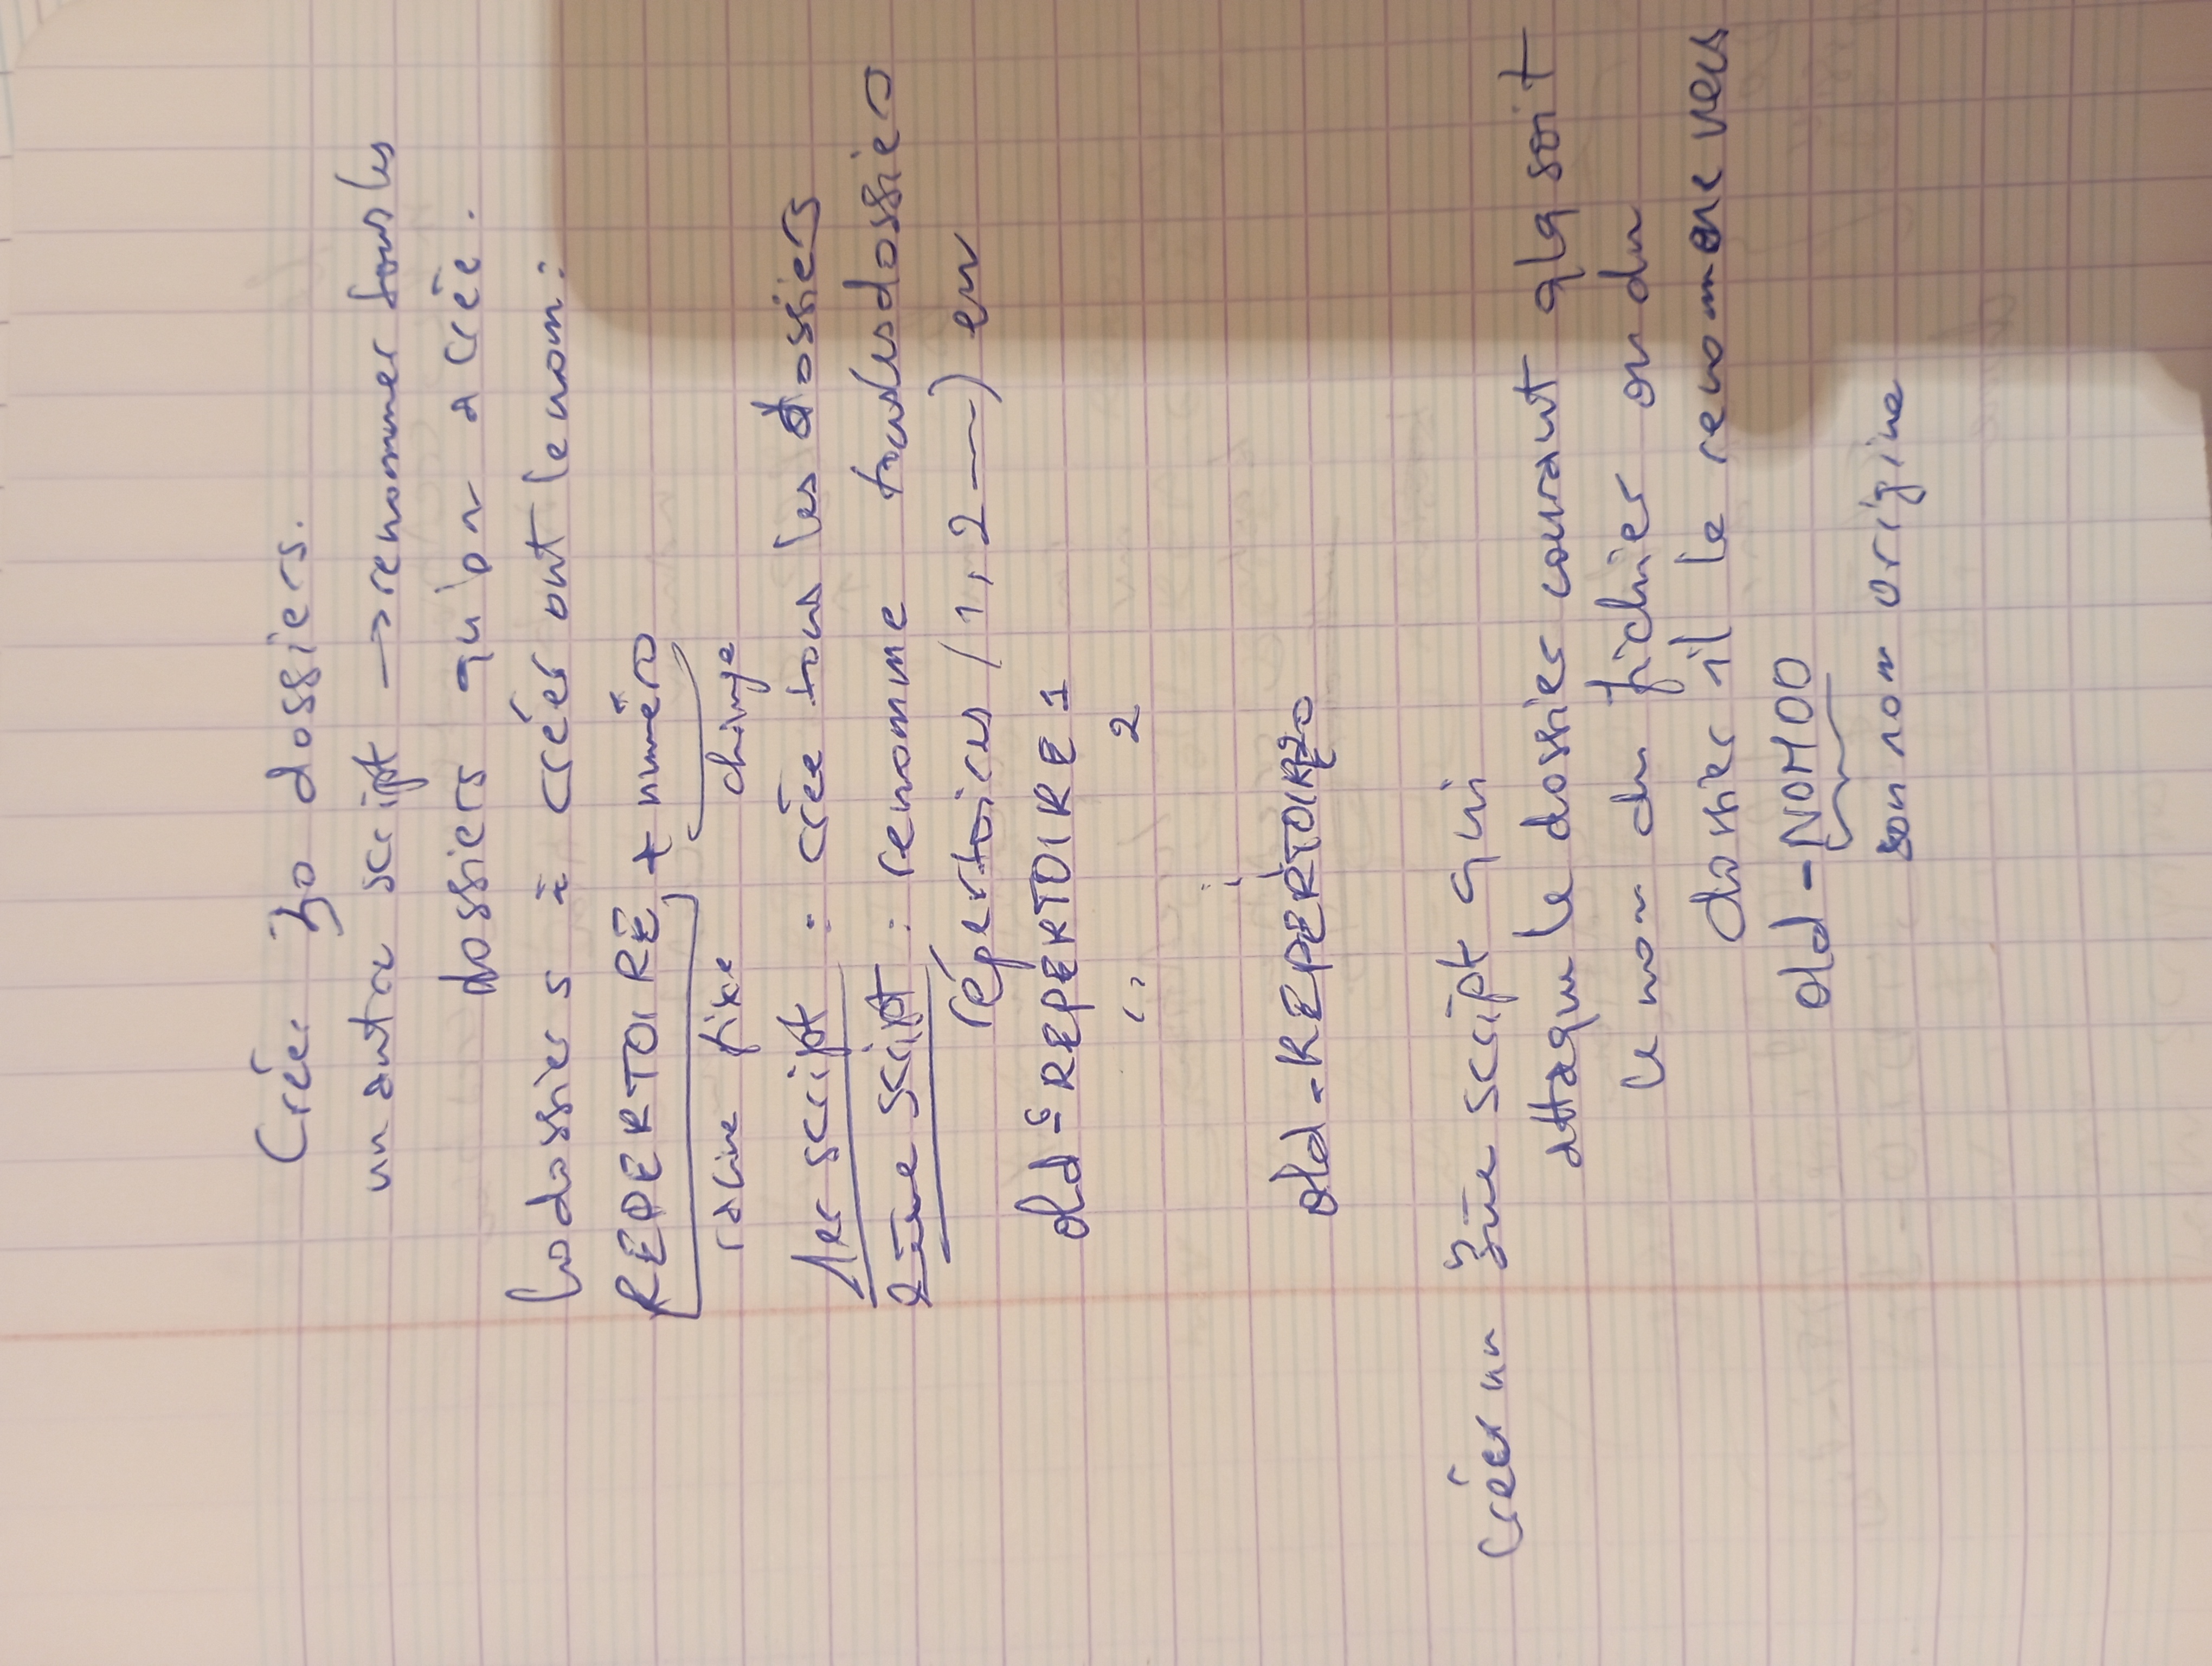 Créer 30 dossiers.
un autre script → renommer tous les
dossiers qu'on a créé.
les dossiers à créer ont le nom :
REPERTOIRE + numéro
racine fixe change
1er script : crée tous les dossiers
2ème script : renomme tous les dossiers
répertoires (1, 2 —) en
old-REPERTOIRE 1
" 2
old-REPERTOIRE
créer un 3ème script qui
attaque le dossier courant qlq soit
le nom du fichier ou du
dossier il le renomme vers
old-NOMOO
son nom origine